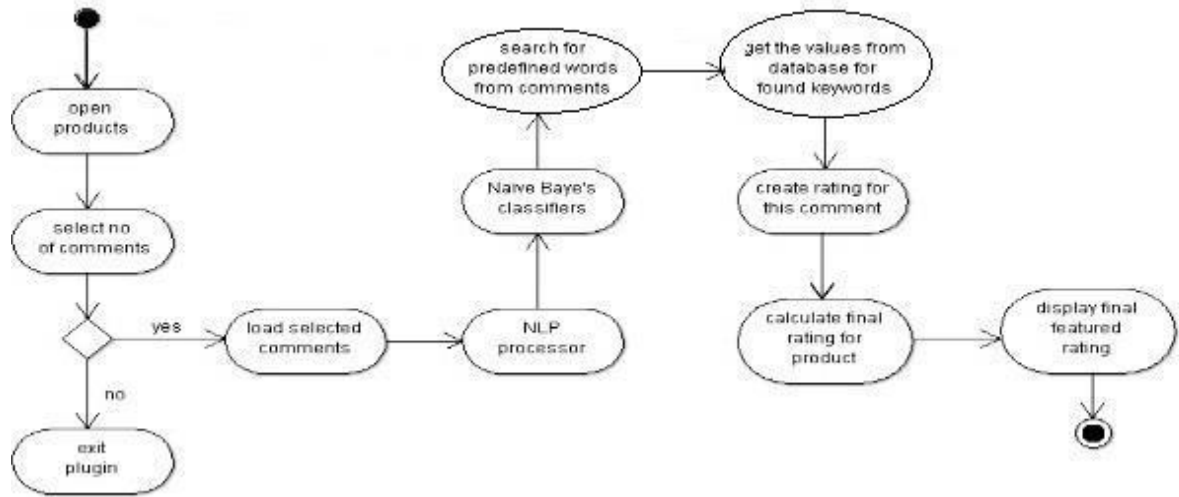 open
products
select no
of comments
yes
no
exit
plugin
load selected
comments
NLP
processor
Naive Baye's
classifiers
search for
predefined words
from comments
get the values from
database for
found keywords
create rating for
this comment
calculate final
rating for
product
display final
featured
rating